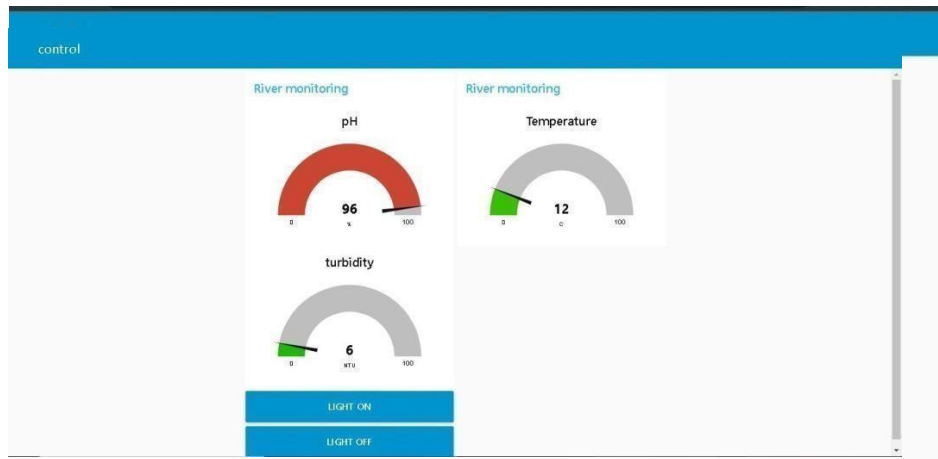 control
River monitoring
pH
96
%
0
100
turbidity
6
NTU
0
100
LIGHT ON
LIGHT OFF
River monitoring
Temperature
12
C
0
100